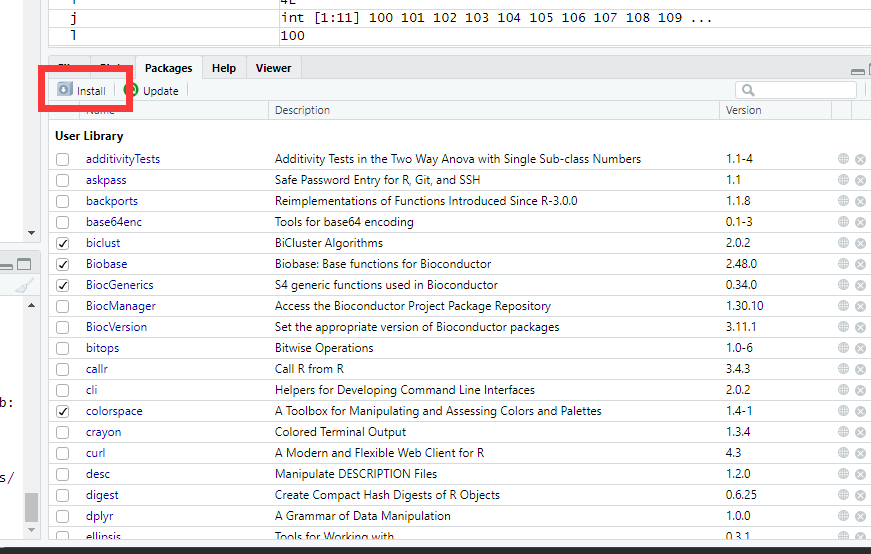 j int [1:11] 100 101 102 103 104 105 106 107 108 109 ...
l 100
Packages Help Viewer
Install Update
Name Description Version
User Library
additivityTests Additivity Tests in the Two Way Anova with Single Sub-class Numbers 1.1-4
askpass Safe Password Entry for R, Git, and SSH 1.1
backports Reimplementations of Functions Introduced Since R-3.0.0 1.1.8
base64enc Tools for base64 encoding 0.1-3
biclust BiCluster Algorithms 2.0.2
Biobase Biobase: Base functions for Bioconductor 2.48.0
BiocGenerics S4 generic functions used in Bioconductor 0.34.0
BiocManager Access the Bioconductor Project Package Repository 1.30.10
BiocVersion Set the appropriate version of Bioconductor packages 3.11.1
bitops Bitwise Operations 1.0-6
callr Call R from R 3.4.3
cli Helpers for Developing Command Line Interfaces 2.0.2
b:
colorspace A Toolbox for Manipulating and Assessing Colors and Palettes 1.4-1
crayon Colored Terminal Output 1.3.4
curl A Modern and Flexible Web Client for R 4.3
s/
desc Manipulate DESCRIPTION Files 1.2.0
digest Create Compact Hash Digests of R Objects 0.6.25
dplyr A Grammar of Data Manipulation 1.0.0
ellipsis Tools for Working with 0.3.1